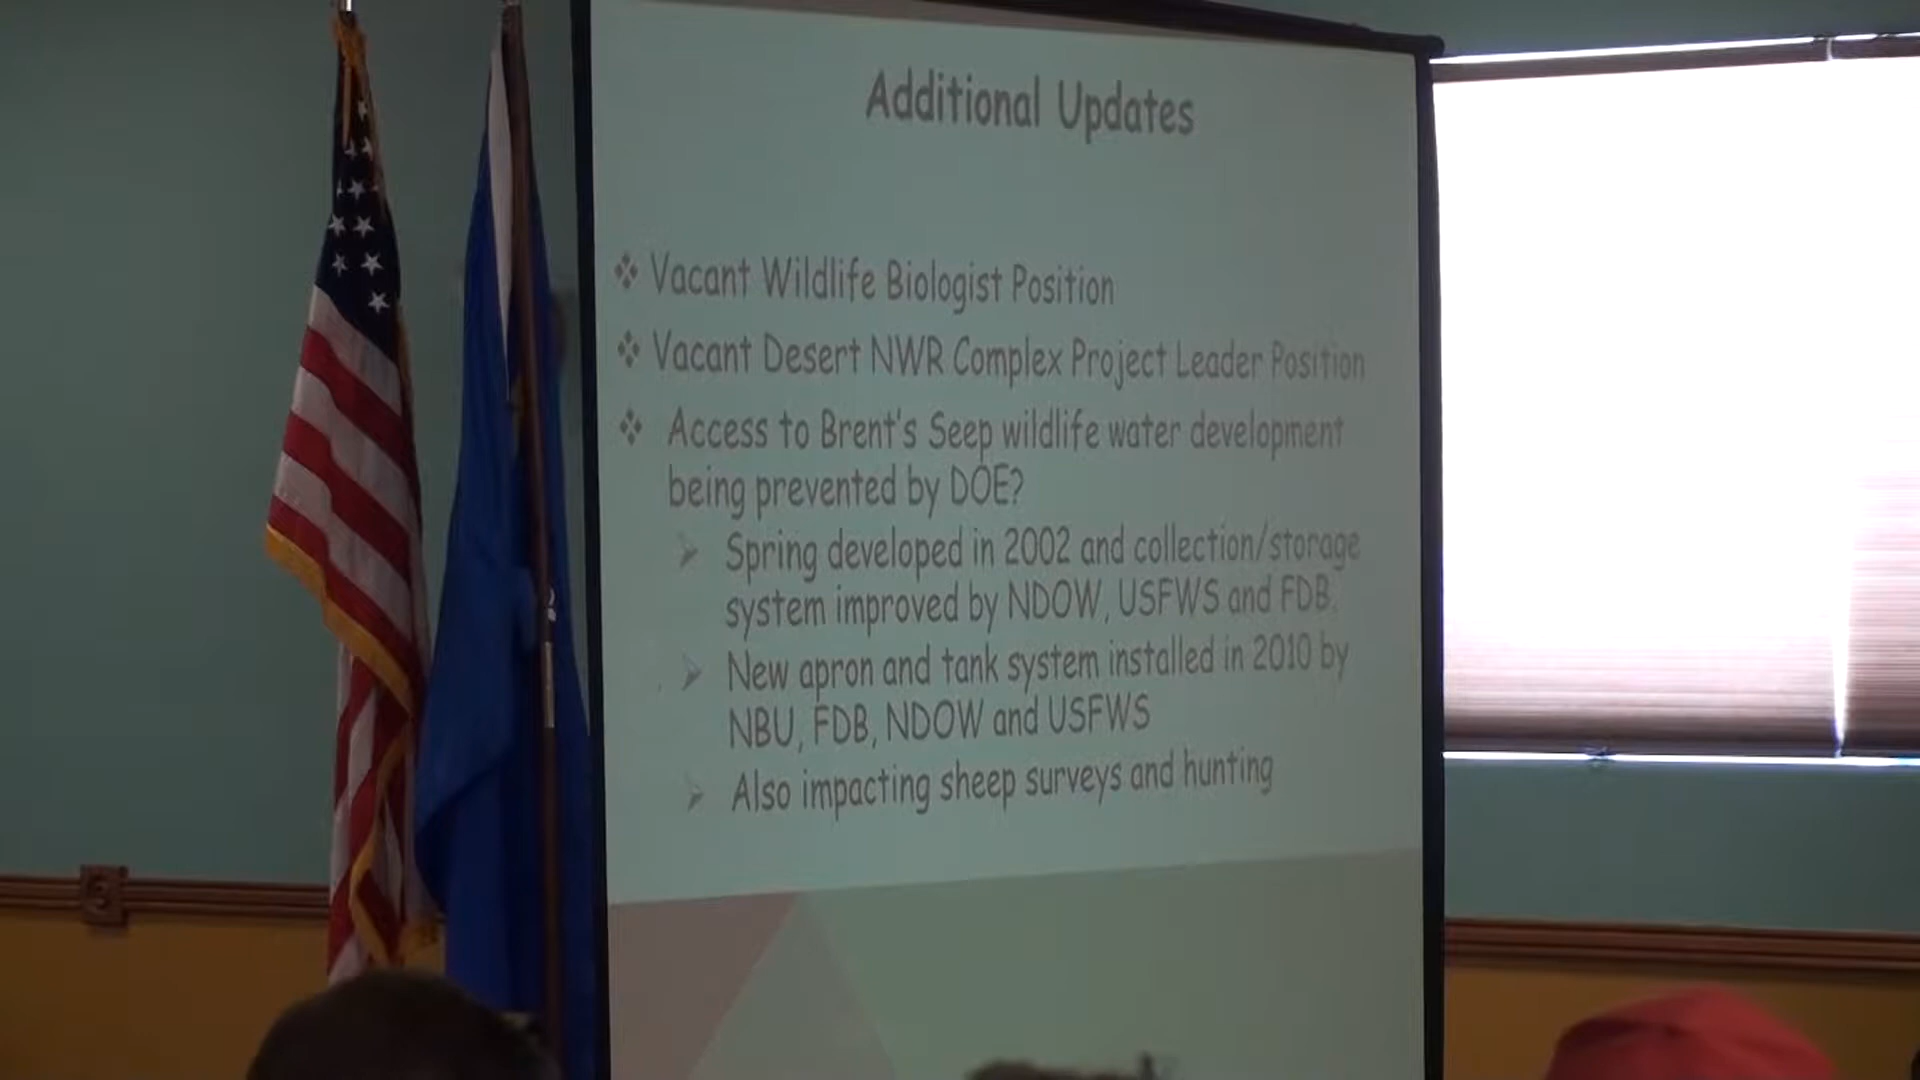 Additional Updates
Vacant Wildlife Biologist Position
Vacant Desert NWR Complex Project Leader Position
Access to Brent's Seep wildlife water development
being prevented by DOE?
Spring developed in 2002 and collection/storage
system improved by NDOW, USFWS and FDB.
New apron and tank system installed in 2010 by
NBU, FDB, NDOW and USFWS
Also impacting sheep surveys and hunting